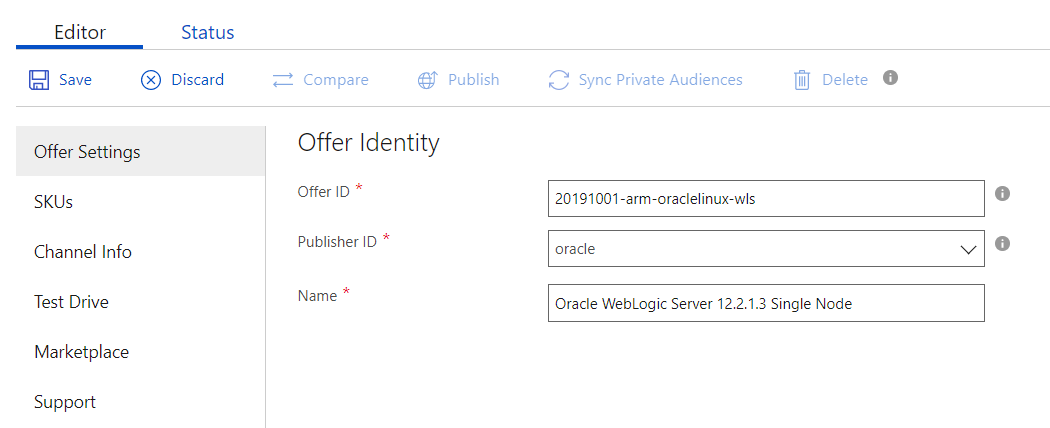 Editor Status
Save Discard Compare Publish Sync Private Audiences Delete
Offer Settings
SKUs
Channel Info
Test Drive
Marketplace
Support
Offer Identity
Offer ID * 20191001-arm-oraclelinux-wls
Publisher ID * oracle
Name * Oracle WebLogic Server 12.2.1.3 Single Node